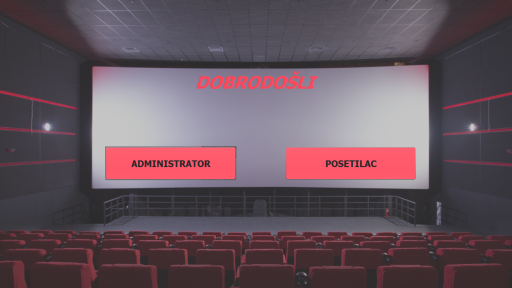 DOBRODOŠLI
ADMINISTRATOR
POSETILAC